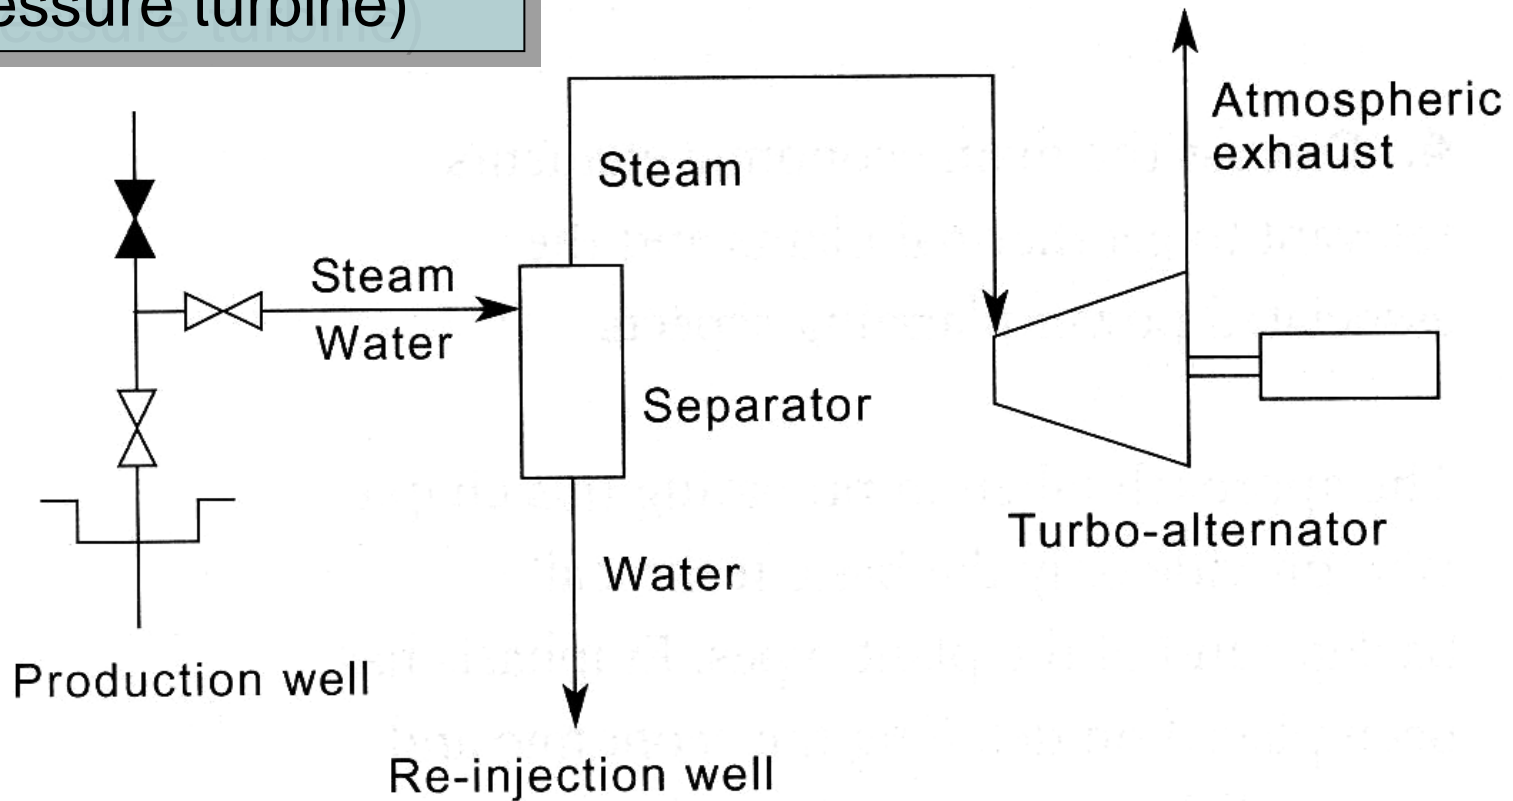 essure turbine)
Atmospheric
exhaust
Steam
Steam
Water
Separator
Turbo-alternator
Water
Production well
Re-injection well